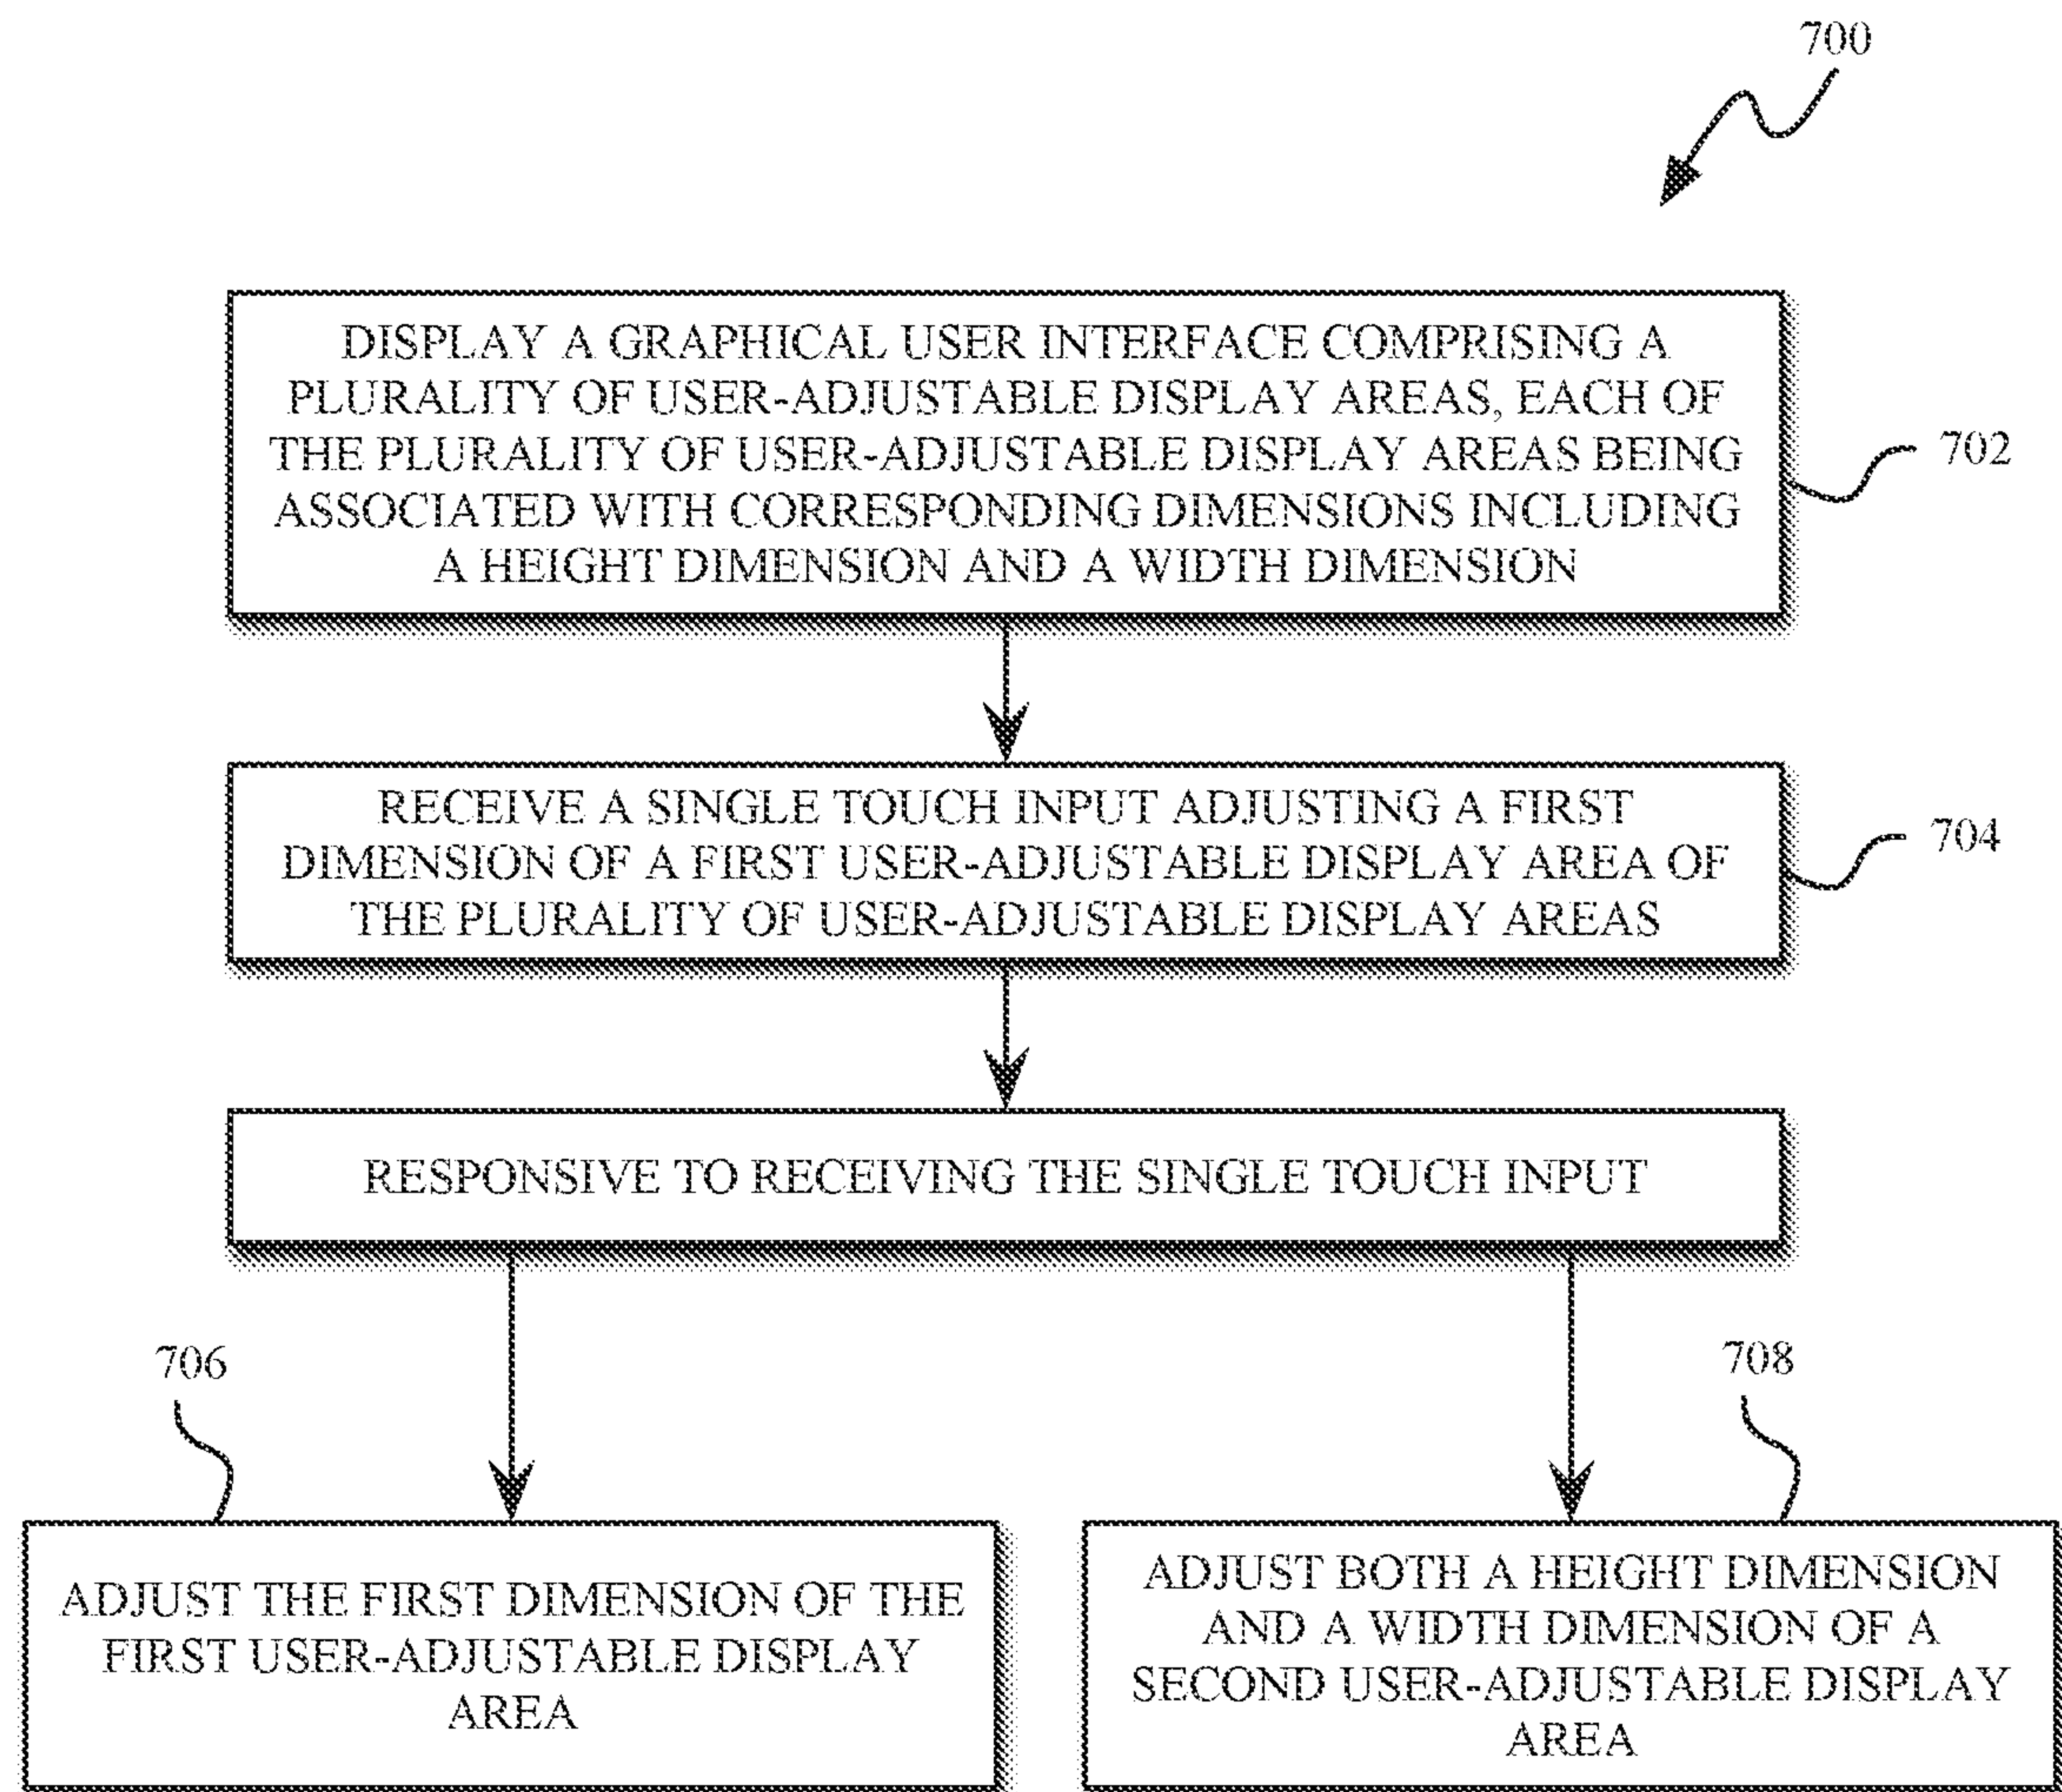 700
DISPLAY A GRAPHICAL USER INTERFACE COMPRISING A
PLURALITY OF USER-ADJUSTABLE DISPLAY AREAS, EACH OF
THE PLURALITY OF USER-ADJUSTABLE DISPLAY AREAS BEING
ASSOCIATED WITH CORRESPONDING DIMENSIONS INCLUDING
A HEIGHT DIMENSION AND A WIDTH DIMENSION
702
RECEIVE A SINGLE TOUCH INPUT ADJUSTING A FIRST
DIMENSION OF A FIRST USER-ADJUSTABLE DISPLAY AREA OF
THE PLURALITY OF USER-ADJUSTABLE DISPLAY AREAS
704
RESPONSIVE TO RECEIVING THE SINGLE TOUCH INPUT
706
708
ADJUST THE FIRST DIMENSION OF THE
FIRST USER-ADJUSTABLE DISPLAY
AREA
ADJUST BOTH A HEIGHT DIMENSION
AND A WIDTH DIMENSION OF A
SECOND USER-ADJUSTABLE DISPLAY
AREA